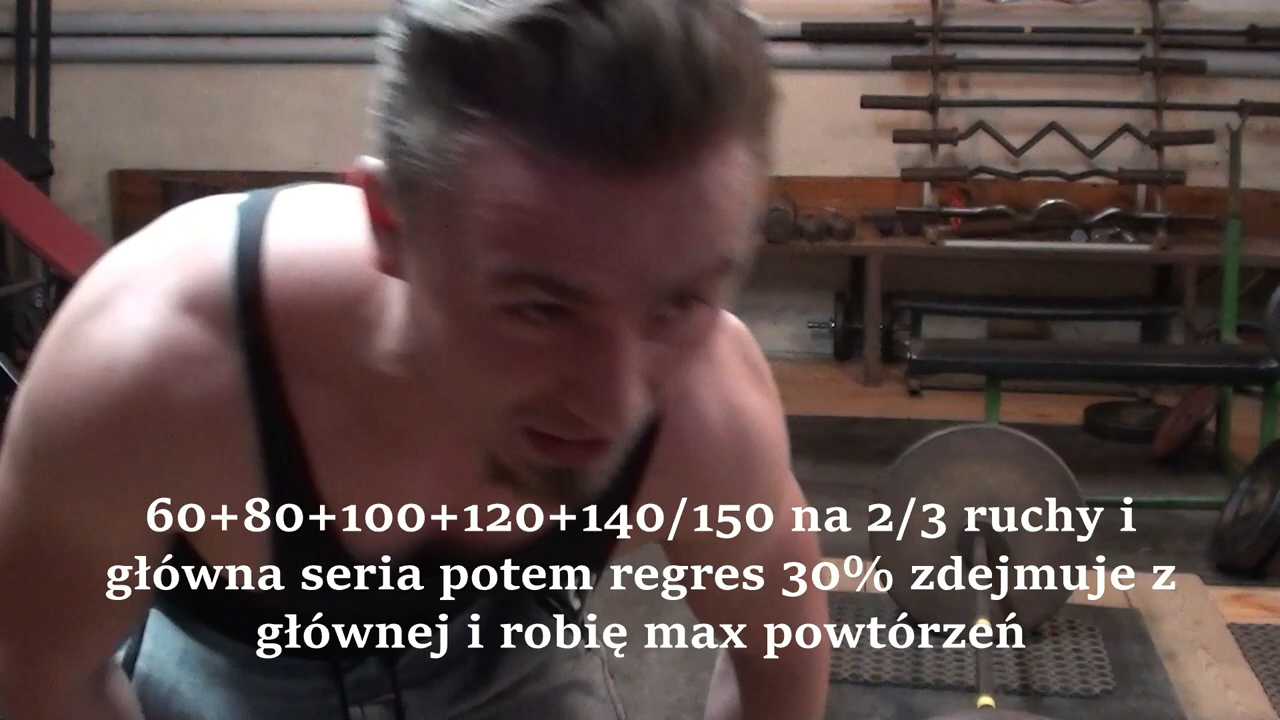 60+80+100+120+140/150 na 2/3 ruchy i
główna seria potem regres 30% zdejmuje z
głównej i robię max powtórzeń